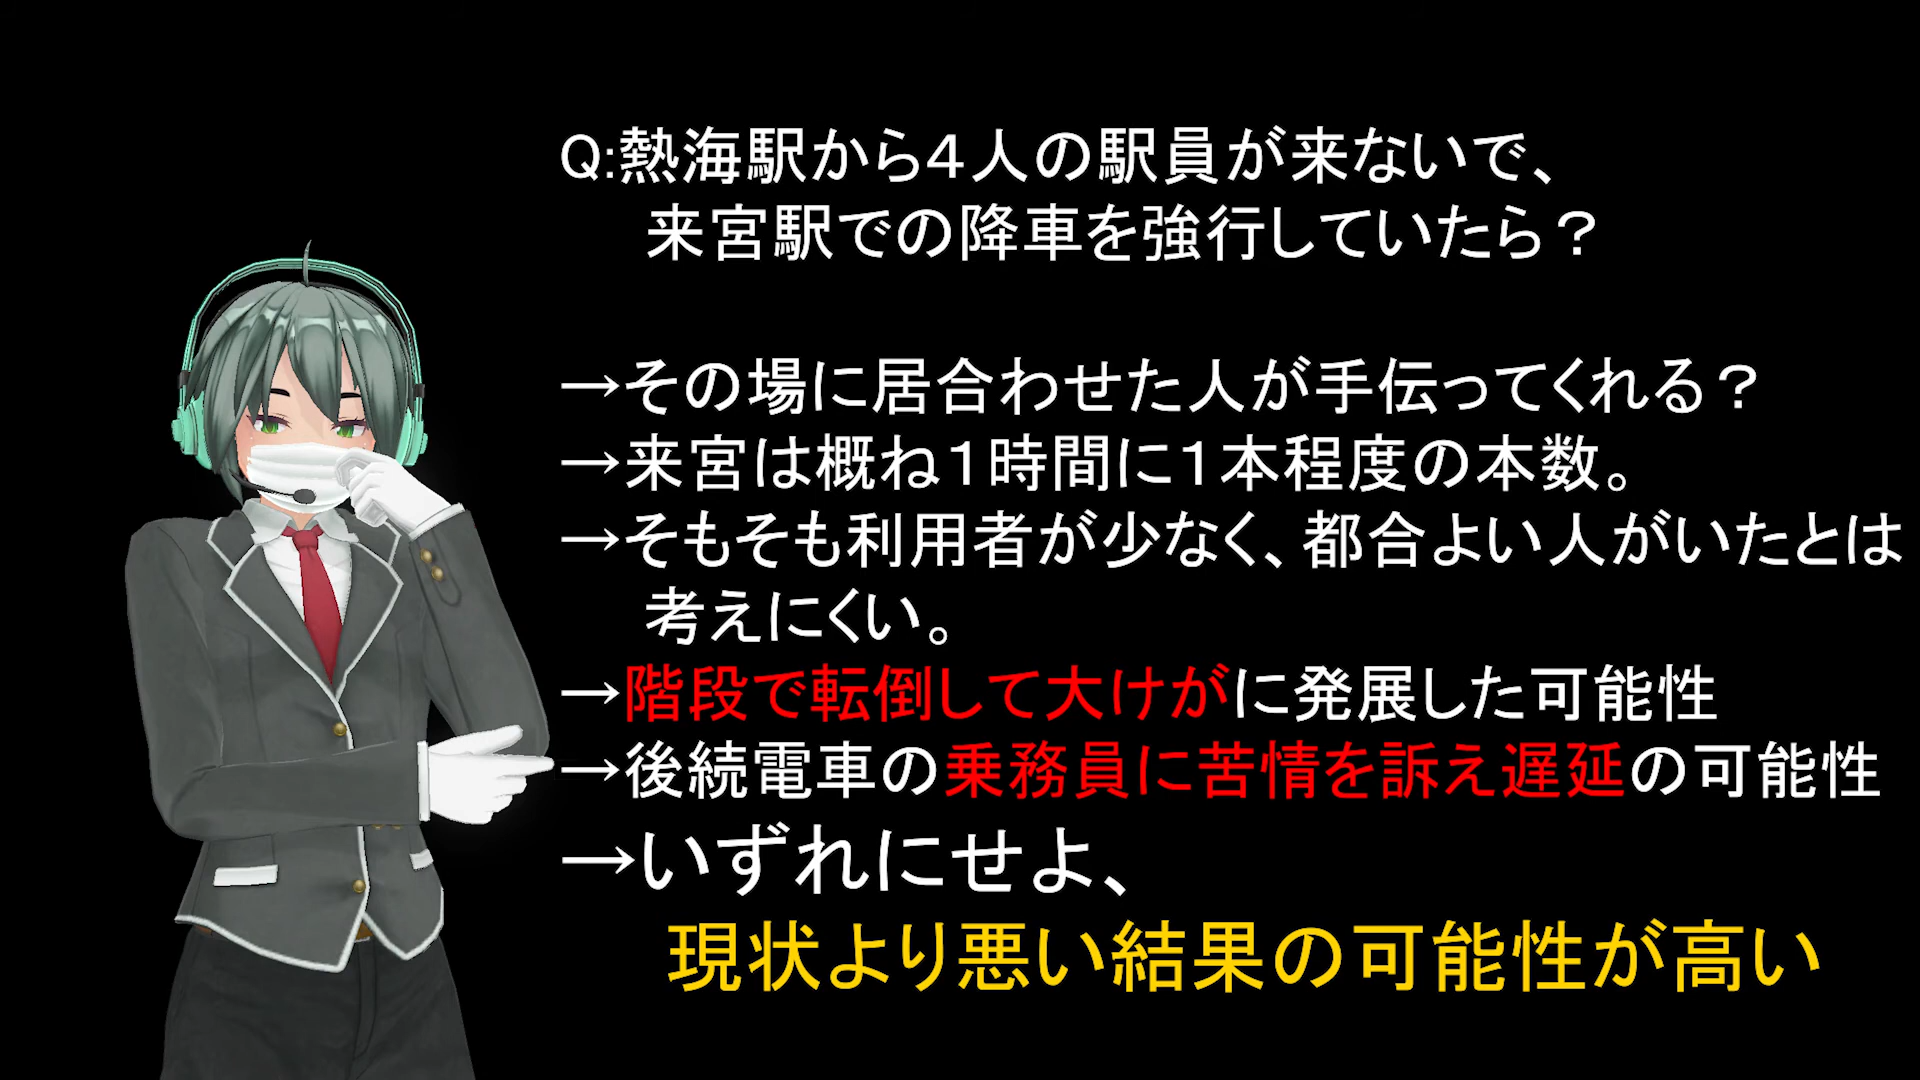 Q:熱海駅から４人の駅員が来ないで、
来宮駅での降車を強行していたら？
→その場に居合わせた人が手伝ってくれる？
→来宮は概ね１時間に１本程度の本数。
→そもそも利用者が少なく、都合よい人がいたとは
考えにくい。
→階段で転倒して大けがに発展した可能性
→後続電車の乗務員に苦情を訴え遅延の可能性
→いずれにせよ、
現状より悪い結果の可能性が高い